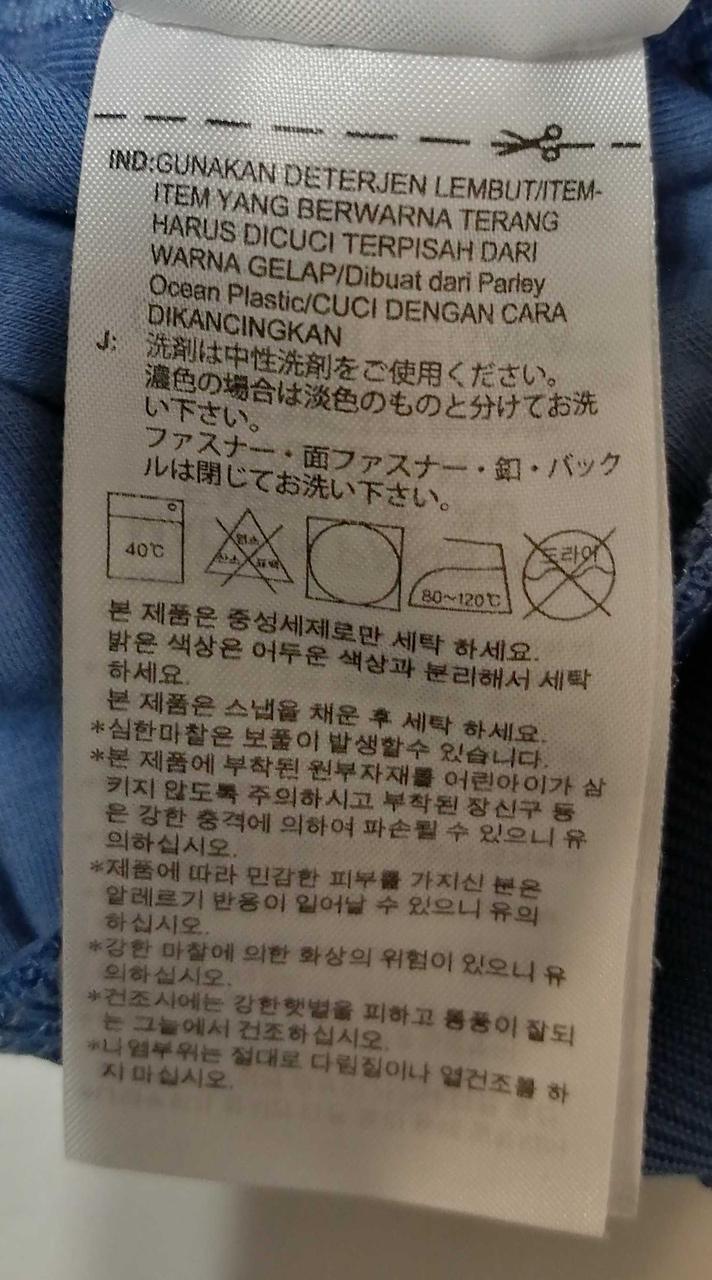 IND:GUNAKAN DETERJEN LEMBUT/ITEM-
ITEM YANG BERWARNA TERANG
HARUS DICUCI TERPISAH DARI
WARNA GELAP/Dibuat dari Parley
Ocean Plastic/CUCI DENGAN CARA
DIKANCINGKAN
J: 洗剤は中性洗剤をご使用ください。
濃色の場合は淡色のものと分けてお洗
い下さい。
ファスナー・面ファスナー・釦・バック
ルは閉じてお洗い下さい。
40℃
염소
산소 표백
80~120℃
드라이
본 제품은 중성세제로만 세탁 하세요.
밝은 색상은 어두운 색상과 분리해서 세탁
하세요.
본 제품은 스냅을 채운 후 세탁 하세요.
*심한마찰은 보풀이 발생할수 있습니다.
*본 제품에 부착된 원부자재를 어린아이가 삼
키지 않도록 주의하시고 부착된 장신구 등
은 강한 충격에 의하여 파손될 수 있으니 유
의하십시오.
*제품에 따라 민감한 피부를 가지신 분은
알레르기 반응이 일어날 수 있으니 유의
하십시오.
*강한 마찰에 의한 화상의 위험이 있으니 유
의하십시오.
*건조시에는 강한햇볕을 피하고 통풍이 잘되
는 그늘에서 건조하십시오.
*나염부위는 절대로 다림질이나 열건조를 하
지 마십시오.